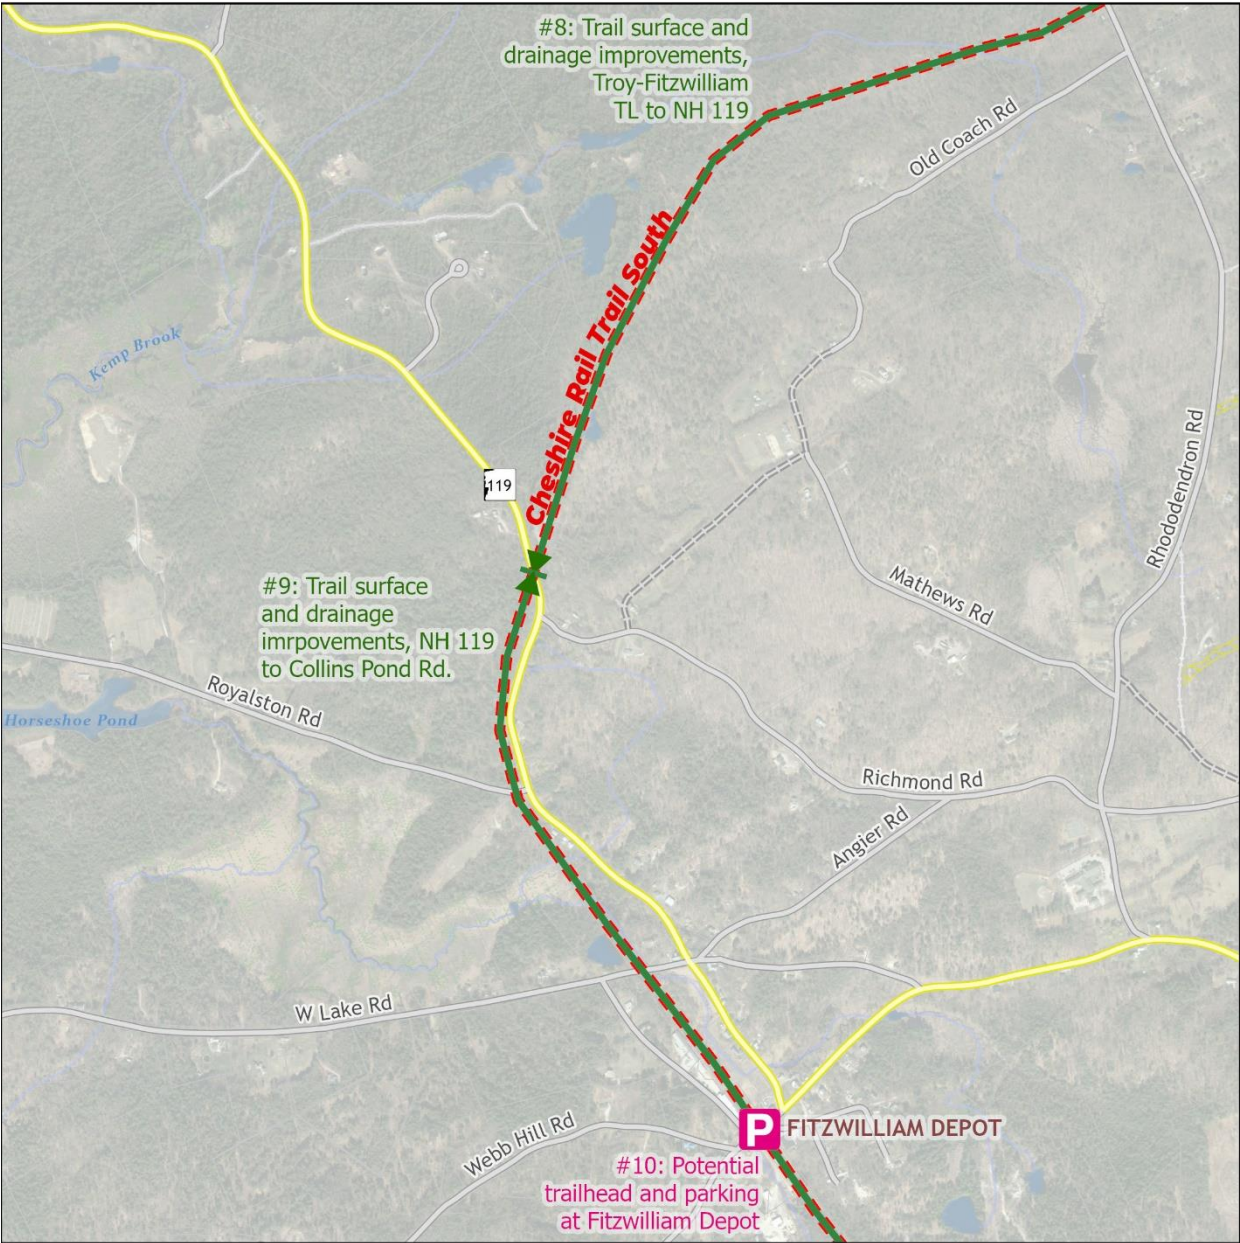 #8: Trail surface and
drainage improvements,
Troy-Fitzwilliam
TL to NH 119
Old Coach Rd
Cheshire Rail Trail South
Kemp Brook
119
Rhododendron Rd
#9: Trail surface
and drainage
imrpovements, NH 119
to Collins Pond Rd.
Mathews Rd
Royalston Rd
Horseshoe Pond
Richmond Rd
Angier Rd
W Lake Rd
P
FITZWILLIAM DEPOT
Webb Hill Rd
#10: Potential
trailhead and parking
at Fitzwilliam Depot